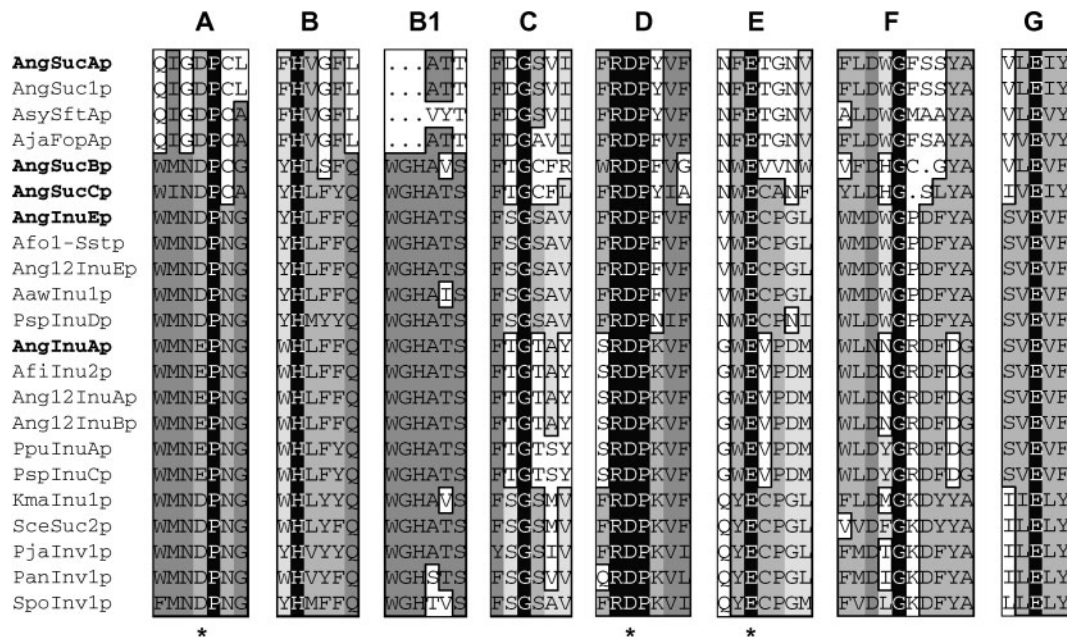 A B B1 C D E F G
AngSucAp QIGDPCL FHVGFL ...ATT FDGSVI FRDPYVF NFETGNV FLDWGFSSYA VLEIY
AngSuc1p QIGDPCL FHVGFL ...ATT FDGSVI FRDPYVF NFETGNV FLDWGFSSYA VLEIY
AsySftAp QIGDPCA FHVGFL ...VYT FDGSVI FRDPYVF NFETGNV ALDWGMAAYA VLEIY
AjaFopAp QIGDPCL FHVGFL ...ATT FDGAVI FRDPYVF NFETGNV FLDWGFSAYA VVEIY
AngSucBp WMNDPCG YHLSFQ WGHAVS FTGCFR FRDPFVG NWEVVNW VFDHGC.GYA VLEIY
AngSucCp WINDPCA YHLFYQ WGHATS FTGCFL FRDPYIA NWECANF YLDHG.SLYA IVEIY
AngInuEp WMNDPNG YHLFFQ WGHATS FSGSAV FRDPFVF VWECPGL WMDWGPDFYA SVEVF
Afo1-Sstp WMNDPNG YHLFFQ WGHATS FSGSAV FRDPFVF VWECPGL WMDWGPDFYA SVEVF
Ang12InuEp WMNDPNG YHLFFQ WGHATS FSGSAV FRDPFVF VWECPGL WMDWGPDFYA SVEVF
AawInu1p WMNDPNG YHLFFQ WGHAIS FSGSAV FRDPFVF VWECPGL WMDWGPDFYA SVEVF
PspInuDp WMNDPNG YHMYYQ WGHATS FSGSAV FRDPNIF NWECPNI WLDWGPDFYA SVEVF
AngInuAp WMNEPNG WHLFFQ WGHATS FTGTAY SRDPKVF GWEVPDM WLDNGRDFDG SVEVF
AfiInu2p WMNEPNG WHLFFQ WGHATS FTGTAY SRDPKVF GWEVPDM WLDNGRDFDG SVEVF
Ang12InuAp WMNEPNG WHLFFQ WGHATS FTGTAY SRDPKVF GWEVPDM WLDNGRDFDG SVEVF
Ang12InuBp WMNEPNG WHLFFQ WGHATS FTGTAY SRDPKVF GWEVPDM WLDNGRDFDG SVEVF
PpuInuAp WMNEPNG WHLFFQ WGHATS FTGTSY SRDPKVF GWEVPDM WLDYGRDFDG SVEVF
PspInuCp WMNEPNG WHLFFQ WGHATS FTGTSY SRDPKVF GWEVPDM WLDYGRDFDG SVEVF
KmaInu1p WMNDPNG WHLYYQ WGHAVS FSGSMV FRDPKVF QYECPGL FLDMGKDYYA IIELY
SceSuc2p WMNDPNG WHLYFQ WGHATS FSGSMV FRDPKVF QYECPGL VVDFGKDYYA ILELY
PjaInv1p WMNDPNG YHVYYQ WGHATS YSGSIV FRDPKVI QYECPGL FMDTGKDFYA ILELY
PanInv1p WMNDPNG WHVYFQ WGHSTS FSGSVV QRDPKVL QYECPGL FMDIGKDFYA ILELY
SpoInv1p FMNDPNG YHMFFQ WGHTVS FSGSAV FRDPKVI QYECPGM FVDLGKDFYA LLELY
* * *